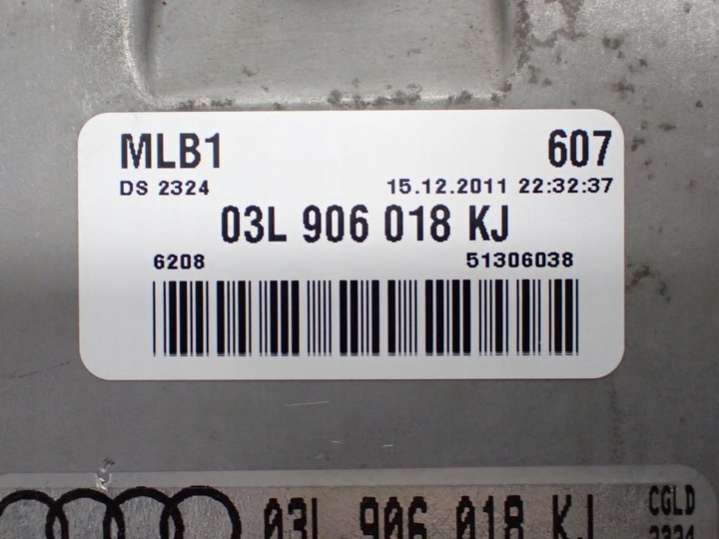 MLB1 607
DS 2324 15.12.2011 22:32:37
03L 906 018 KJ
6208 51306038
03L 906 018 KJ CGLD
2324